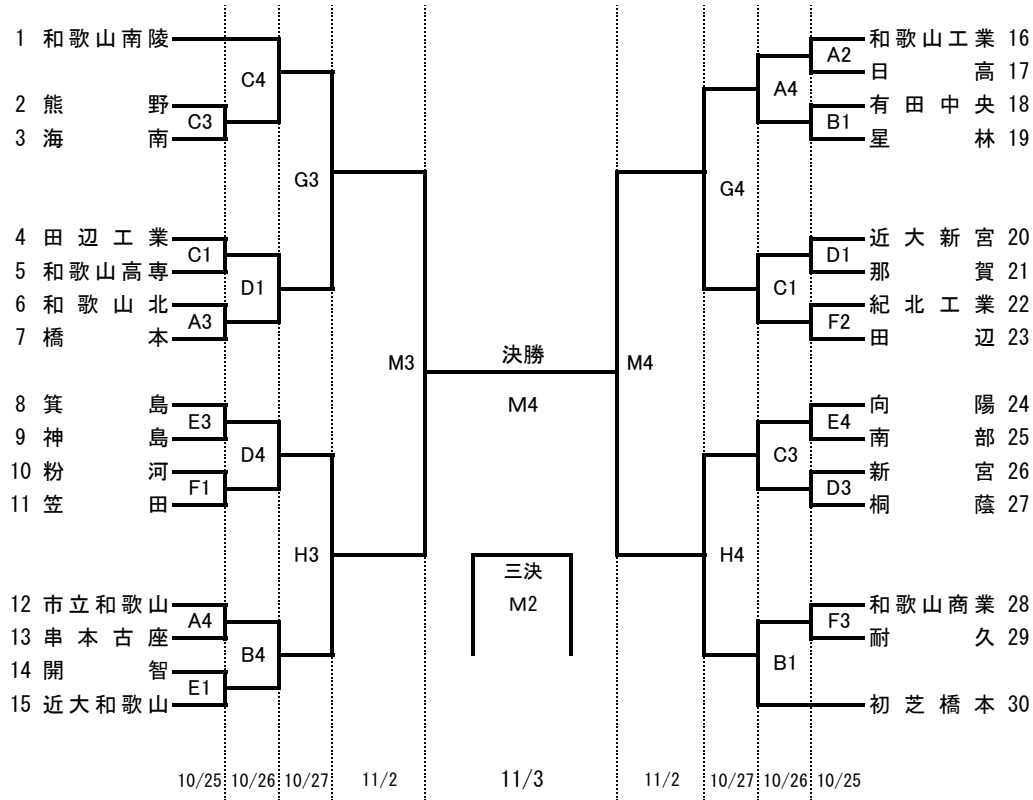 1 和歌山南陵
2 熊野
3 海南
4 田辺工業
5 和歌山高専
6 和歌山北
7 橋本
8 箕島
9 神島
10 粉河
11 笠田
12 市立和歌山
13 串本古座
14 開智
15 近大和歌山
C3
C1
A3
E3
F1
A4
E1
C4
D1
D4
B4
G3
H3
M3
決勝
M4
三決
M2
M4
G4
H4
A4
C1
C3
B1
A2
B1
D1
F2
E4
D3
F3
和歌山工業 16
日高 17
有田中央 18
星林 19
近大新宮 20
那賀 21
紀北工業 22
田辺 23
向陽 24
南部 25
新宮 26
桐蔭 27
和歌山商業 28
耐久 29
初芝橋本 30
10/25 10/26 10/27 11/2 11/3 11/2 10/27 10/26 10/25